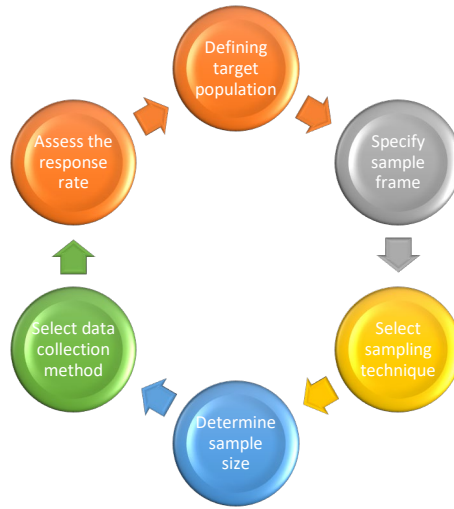 Defining
target
population
Specify
sample
frame
Select
sampling
technique
Determine
sample
size
Select data
collection
method
Assess the
response
rate